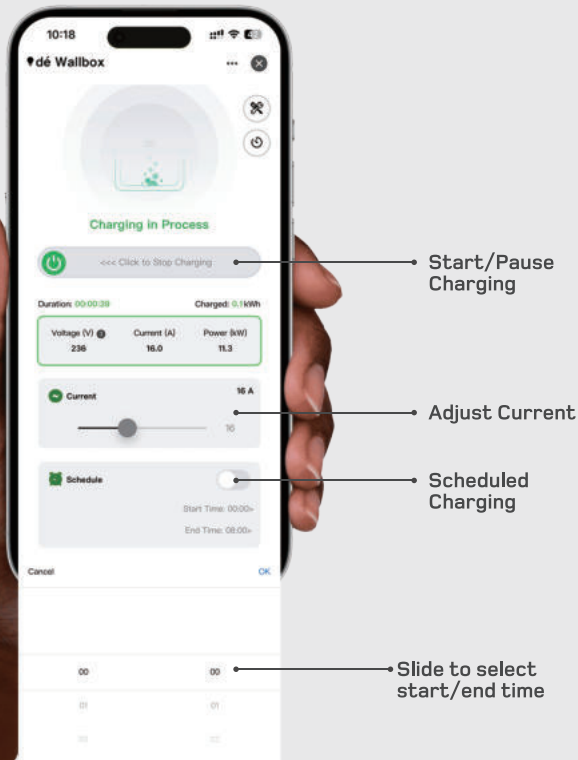 10:18
dé Wallbox
Charging in Process
<<< Click to Stop Charging
Start/Pause
Charging
Duration: 00:00:39 Charged: 0.1kWh
Voltage (V) Current (A) Power (kW)
236 16.0 11.3
Current 16 A
16
Adjust Current
Schedule
Scheduled
Charging
Start Time: 00:00>
End Time: 08:00>
Cancel OK
00 00
Slide to select
start/end time
01 01